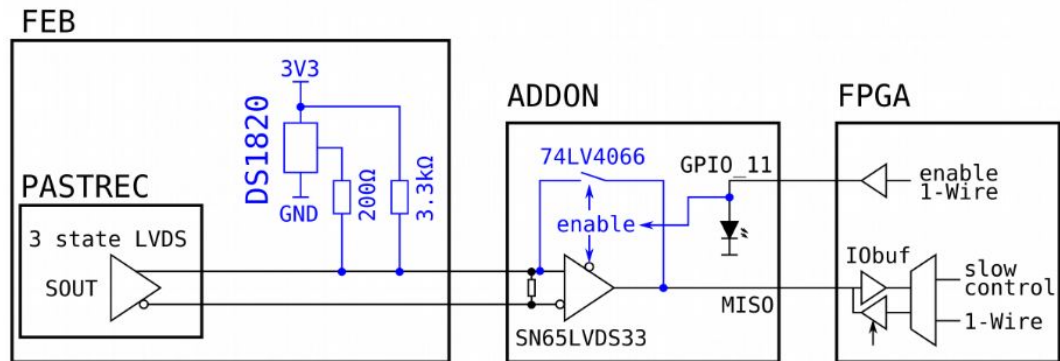 FEB
ADDON
FPGA
3V3
DS1820
GND
200Ω
3.3kΩ
PASTREC
3 state LVDS
SOUT
74LV4066
GPIO_11
enable
SN65LVDS33
MISO
enable
1-Wire
IObuf
slow
control
1-Wire